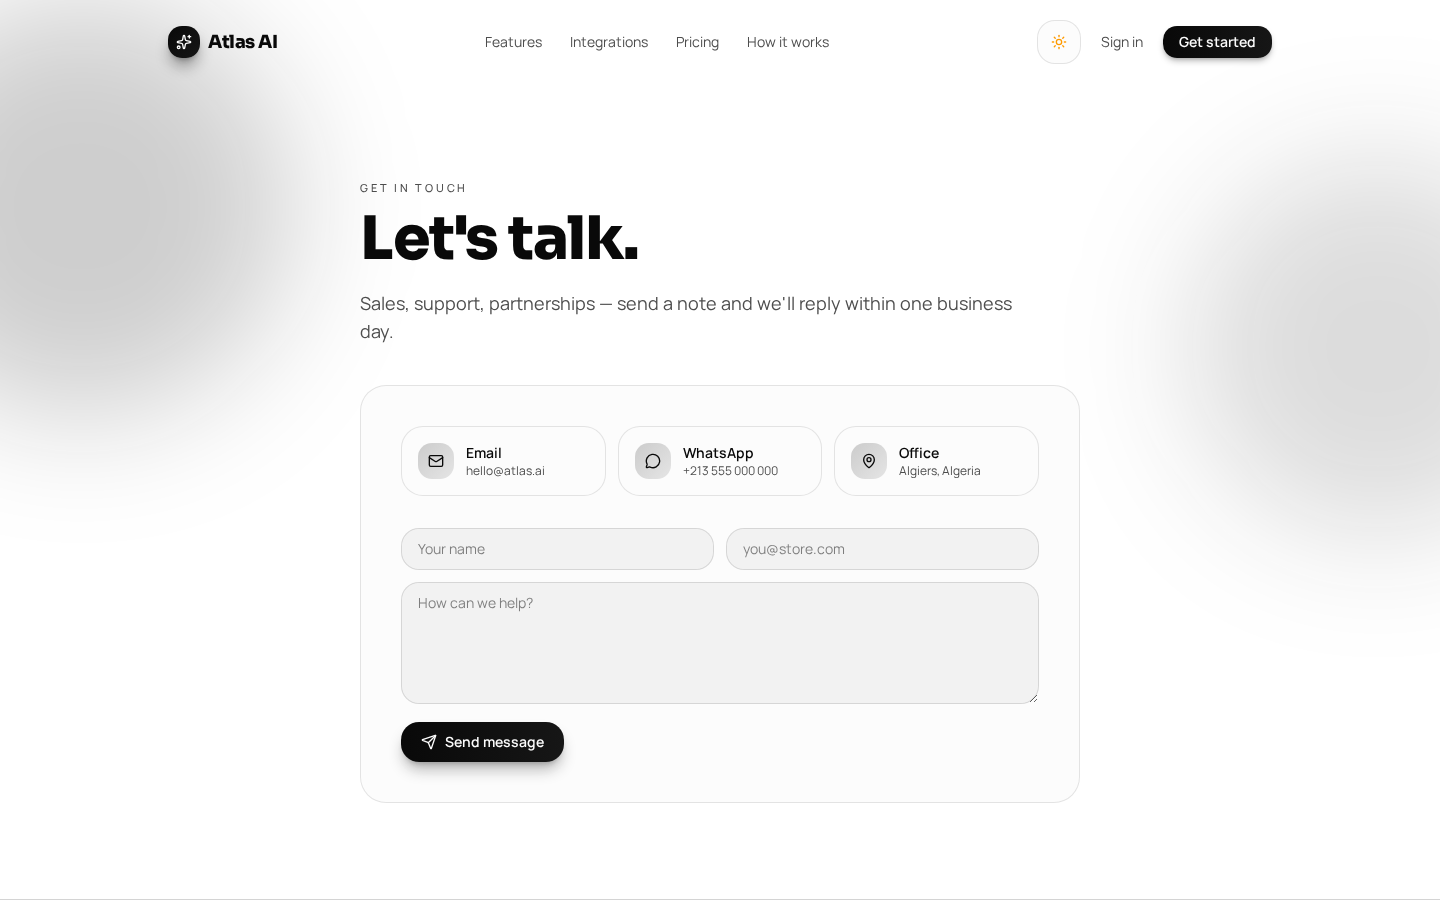 Atlas AI
Features
Integrations
Pricing
How it works
Sign in
Get started
GET IN TOUCH
Let's talk.
Sales, support, partnerships — send a note and we'll reply within one business
day.
Email
hello@atlas.ai
WhatsApp
+213 555 000 000
Office
Algiers, Algeria
Your name
you@store.com
How can we help?
Send message